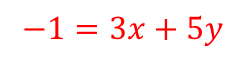 −1 = 3x + 5y